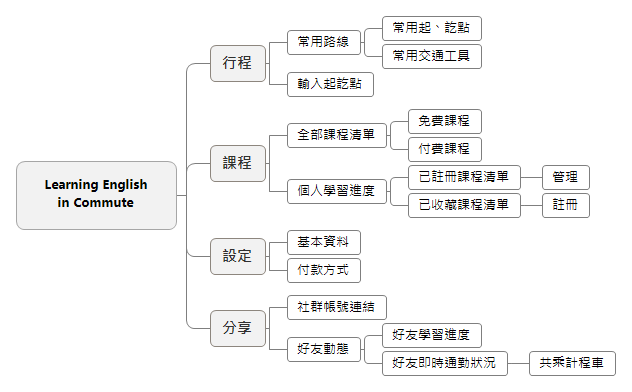 Learning English
in Commute
行程
常用路線
常用起、訖點
常用交通工具
輸入起訖點
課程
全部課程清單
免費課程
付費課程
個人學習進度
已註冊課程清單
管理
已收藏課程清單
註冊
設定
基本資料
付款方式
分享
社群帳號連結
好友動態
好友學習進度
好友即時通勤狀況
共乘計程車